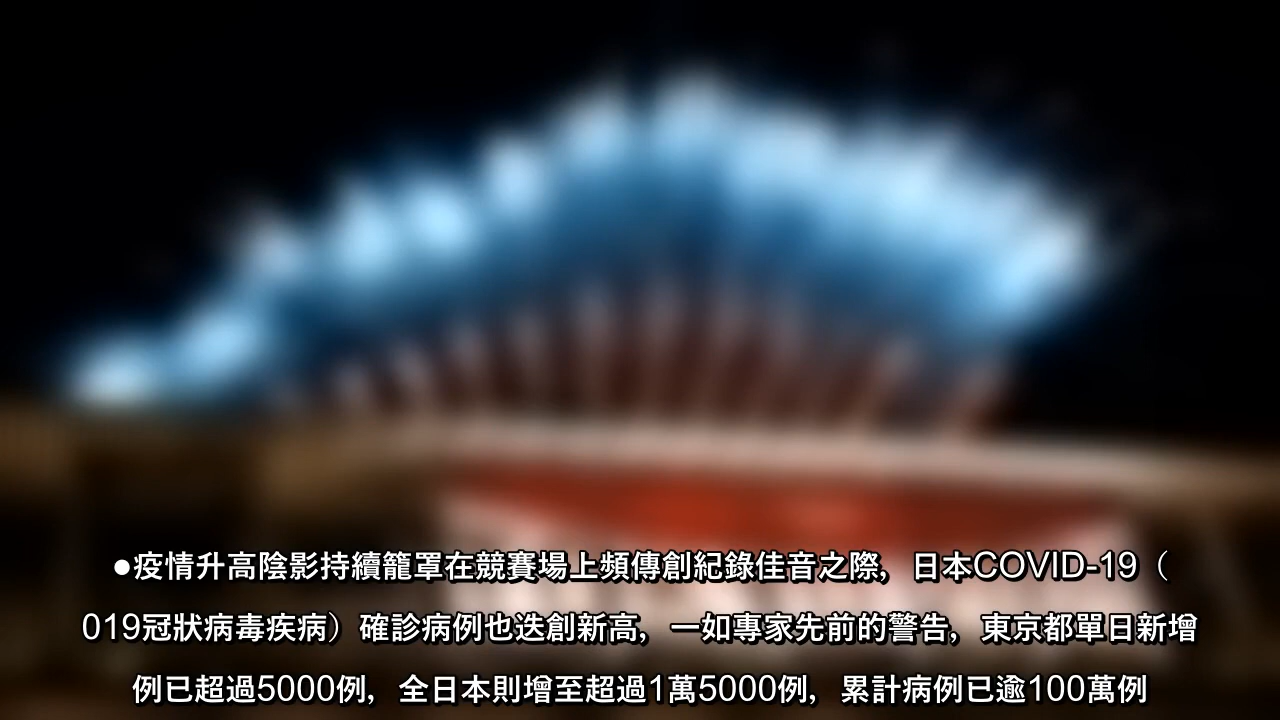 ●疫情升高陰影持續籠罩在競賽場上頻傳創紀錄佳音之際，日本COVID-19（
019冠狀病毒疾病）確診病例也迭創新高，一如專家先前的警告，東京都單日新增
例已超過5000例，全日本則增至超過1萬5000例，累計病例已逾100萬例